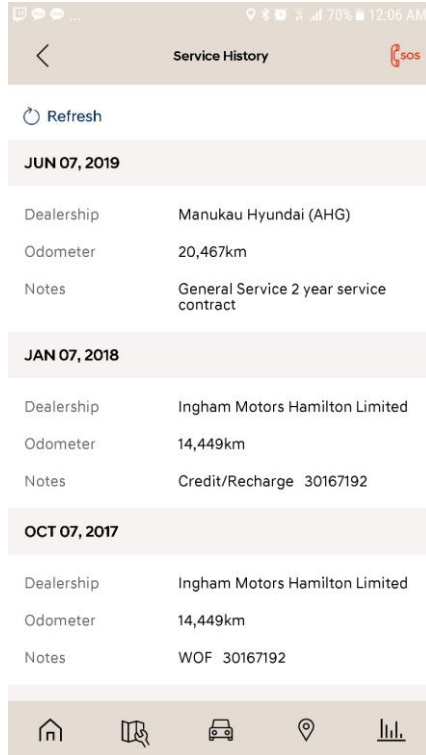 ... 70% 12:06 AM
Service History
SOS
Refresh
JUN 07, 2019
Dealership Manukau Hyundai (AHG)
Odometer 20,467km
Notes General Service 2 year service
contract
JAN 07, 2018
Dealership Ingham Motors Hamilton Limited
Odometer 14,449km
Notes Credit/Recharge 30167192
OCT 07, 2017
Dealership Ingham Motors Hamilton Limited
Odometer 14,449km
Notes WOF 30167192